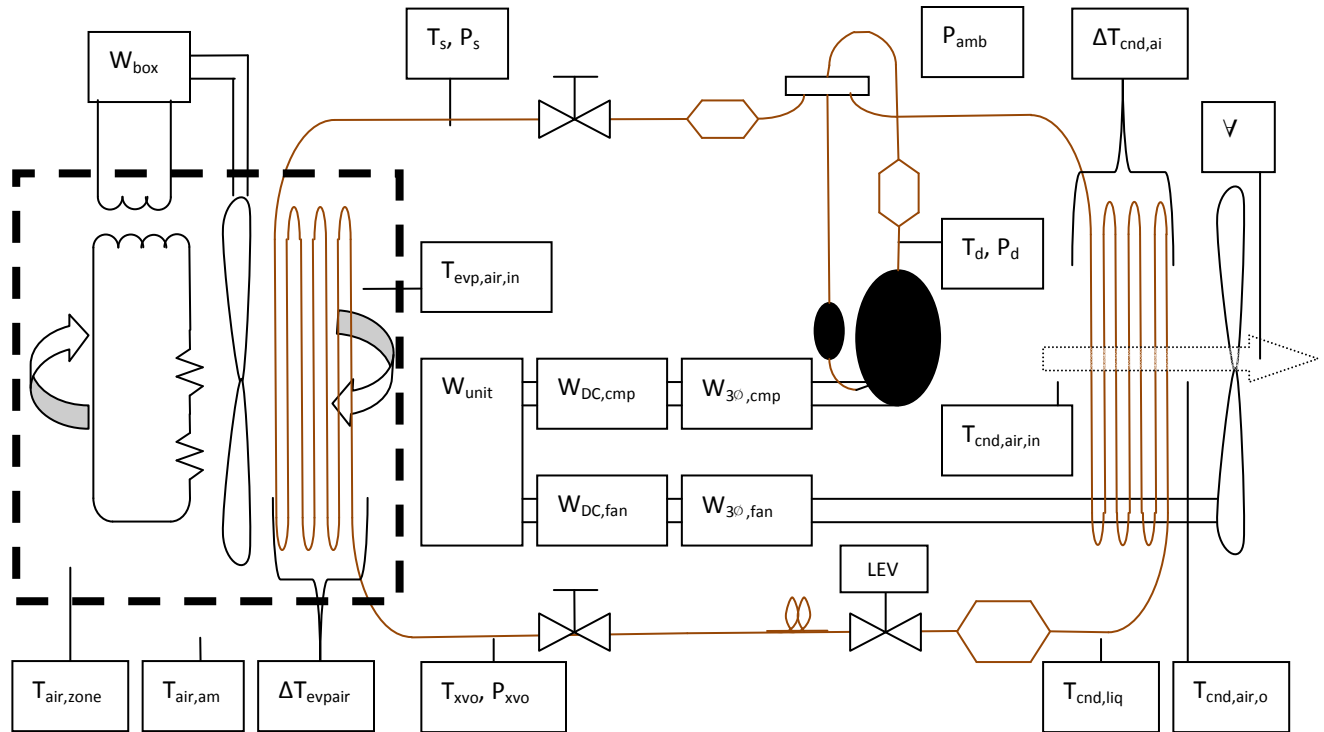 T_s, P_s
P_amb
ΔT_cnd,ai
W_box
∀
T_evp,air,in
T_d, P_d
W_unit
W_DC,cmp
W_3∅,cmp
T_cnd,air,in
W_DC,fan
W_3∅,fan
LEV
T_air,zone
T_air,am
ΔT_evpair
T_xvo, P_xvo
T_cnd,liq
T_cnd,air,o